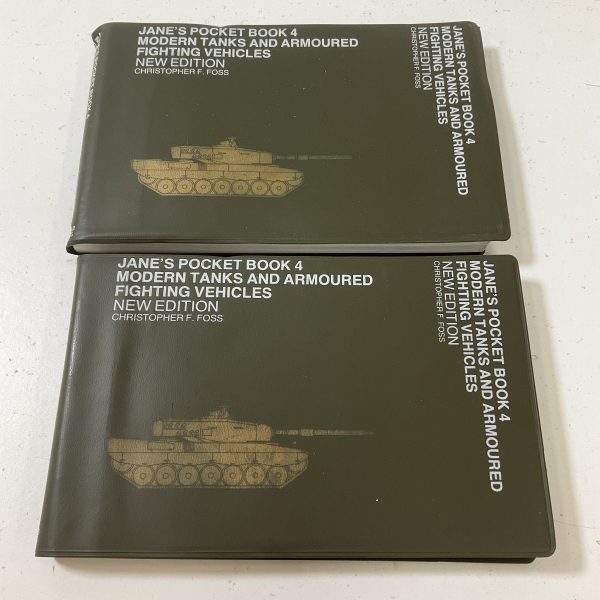 JANE'S POCKET BOOK 4
MODERN TANKS AND ARMOURED
FIGHTING VEHICLES
NEW EDITION
CHRISTOPHER F. FOSS
JANE'S POCKET BOOK 4
MODERN TANKS AND ARMOURED
FIGHTING VEHICLES
NEW EDITION
CHRISTOPHER F. FOSS
JANE'S POCKET BOOK 4
MODERN TANKS AND ARMOURED
FIGHTING VEHICLES
NEW EDITION
CHRISTOPHER F. FOSS
JANE'S POCKET BOOK 4
MODERN TANKS AND ARMOURED
FIGHTING VEHICLES
NEW EDITION
CHRISTOPHER F. FOSS